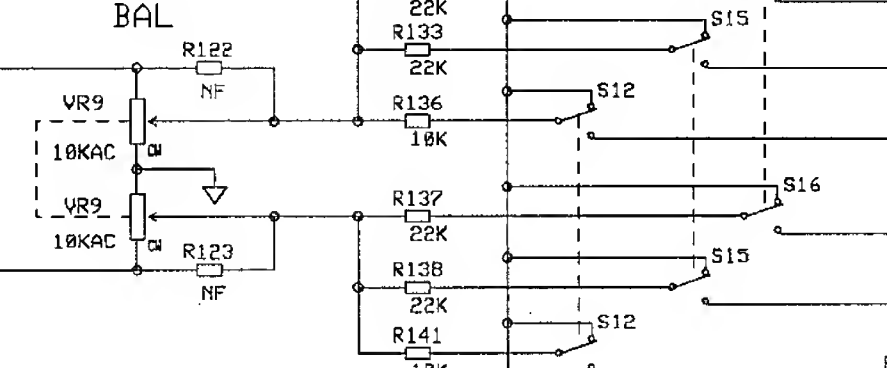 BAL
22K
R133
22K
S15
R122
NF
VR9
10KAC
CW
R136
10K
S12
VR9
10KAC
CW
R137
22K
S16
R123
NF
R138
22K
S15
R141
S12